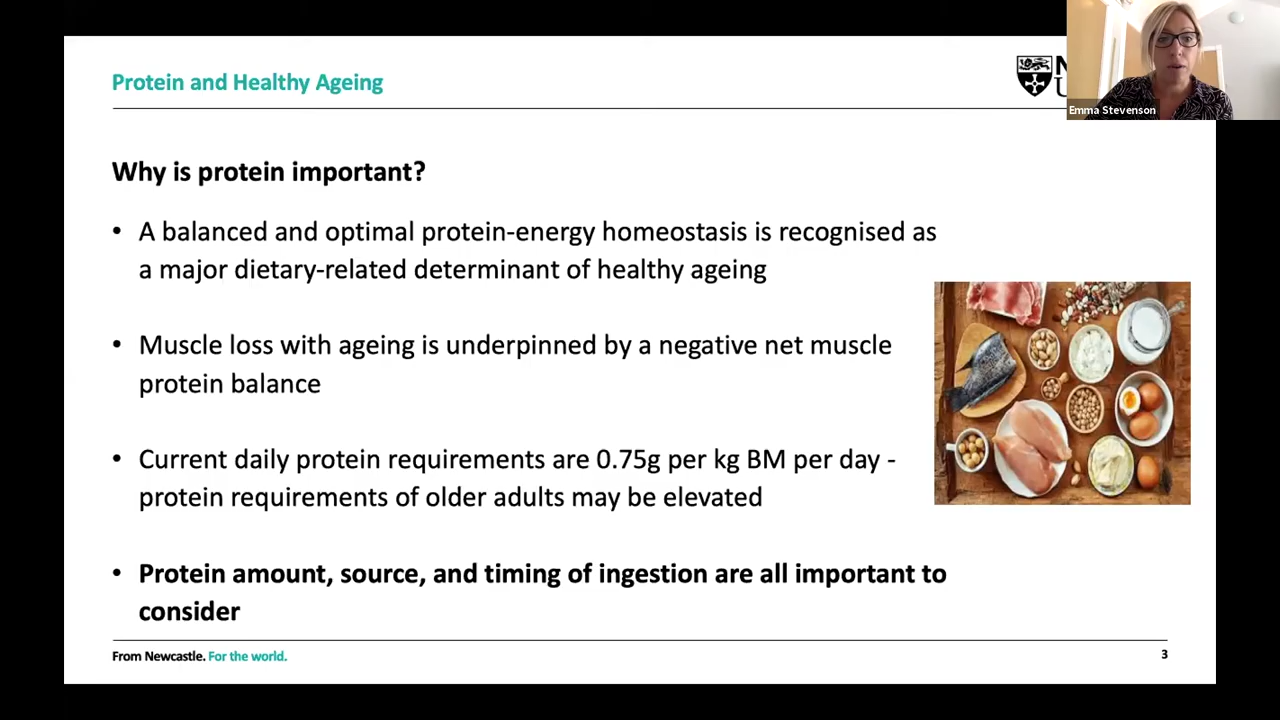 Protein and Healthy Ageing
Emma Stevenson
Why is protein important?
• A balanced and optimal protein-energy homeostasis is recognised as
a major dietary-related determinant of healthy ageing
• Muscle loss with ageing is underpinned by a negative net muscle
protein balance
• Current daily protein requirements are 0.75g per kg BM per day -
protein requirements of older adults may be elevated
• Protein amount, source, and timing of ingestion are all important to
consider
From Newcastle. For the world.
3